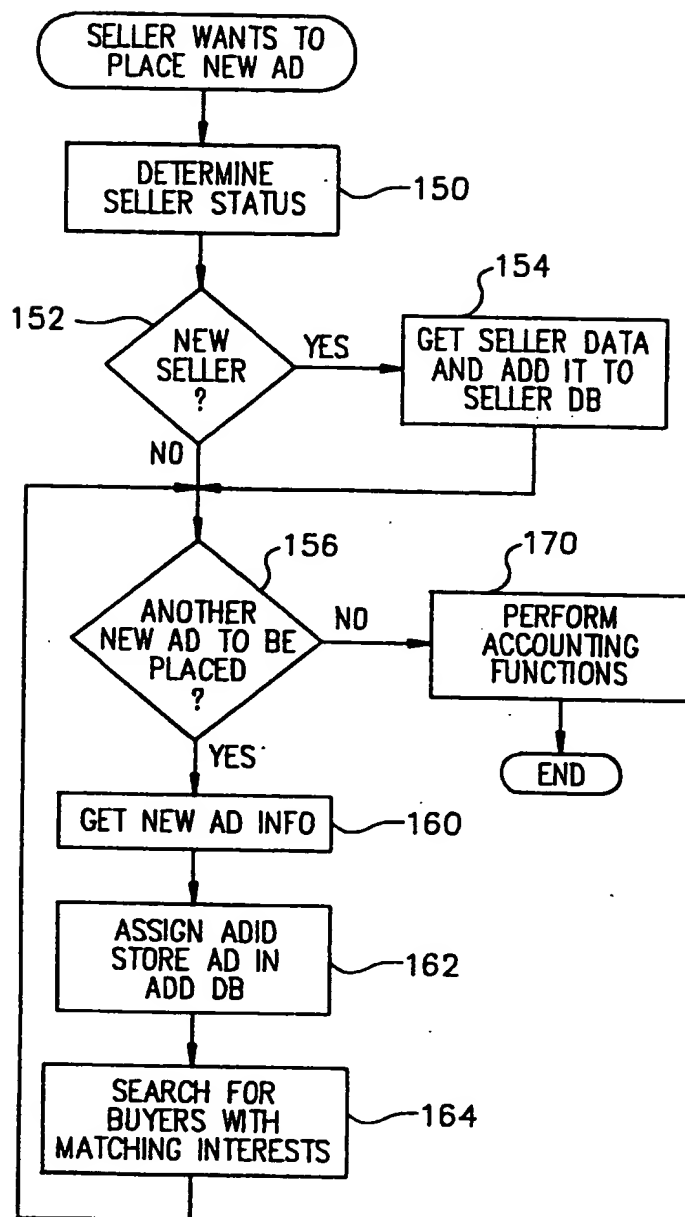 SELLER WANTS TO
PLACE NEW AD
DETERMINE
SELLER STATUS
150
152
NEW
SELLER
?
YES
NO
154
GET SELLER DATA
AND ADD IT TO
SELLER DB
156
ANOTHER
NEW AD TO BE
PLACED
?
NO
YES
170
PERFORM
ACCOUNTING
FUNCTIONS
END
GET NEW AD INFO
160
ASSIGN ADID
STORE AD IN
ADD DB
162
SEARCH FOR
BUYERS WITH
MATCHING INTERESTS
164